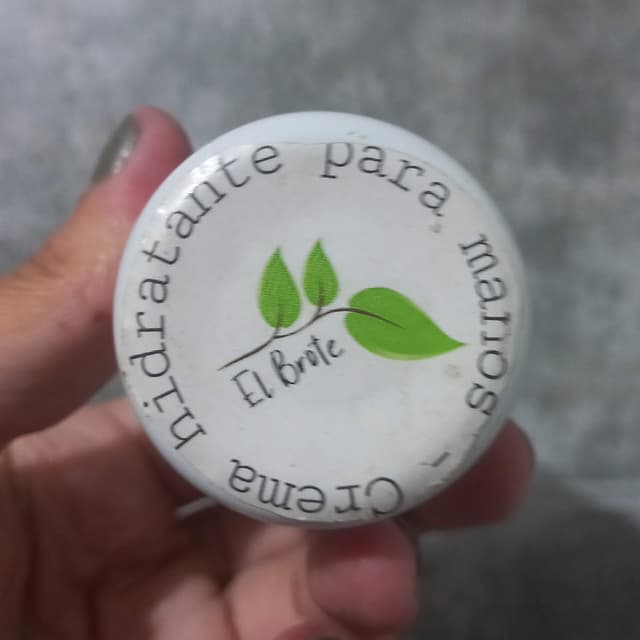 Crema hidratante para manos -
El Brote